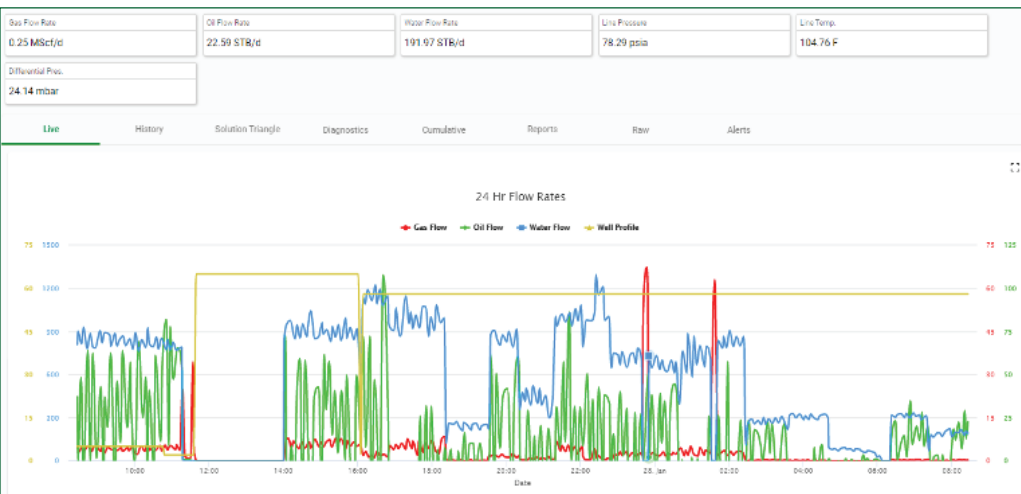 Gas Flow Rate Oil Flow Rate Water Flow Rate Line Pressure Line Temp.
0.25 MScf/d 22.59 STB/d 191.97 STB/d 78.29 psia 104.76 F
Differential Pres.
24.14 mbar
Live History Solution Triangle Diagnostics Cumulative Reports Raw Alerts
24 Hr Flow Rates
Gas Flow Oil Flow Water Flow Well Profile
75 1500 75 125
60 1200 60 100
45 900 45 75
30 600 30 50
15 300 15 25
0 0 0 0
10:00 12:00 14:00 16:00 18:00 20:00 22:00 28. Jan 02:00 04:00 06:00 08:00
Date